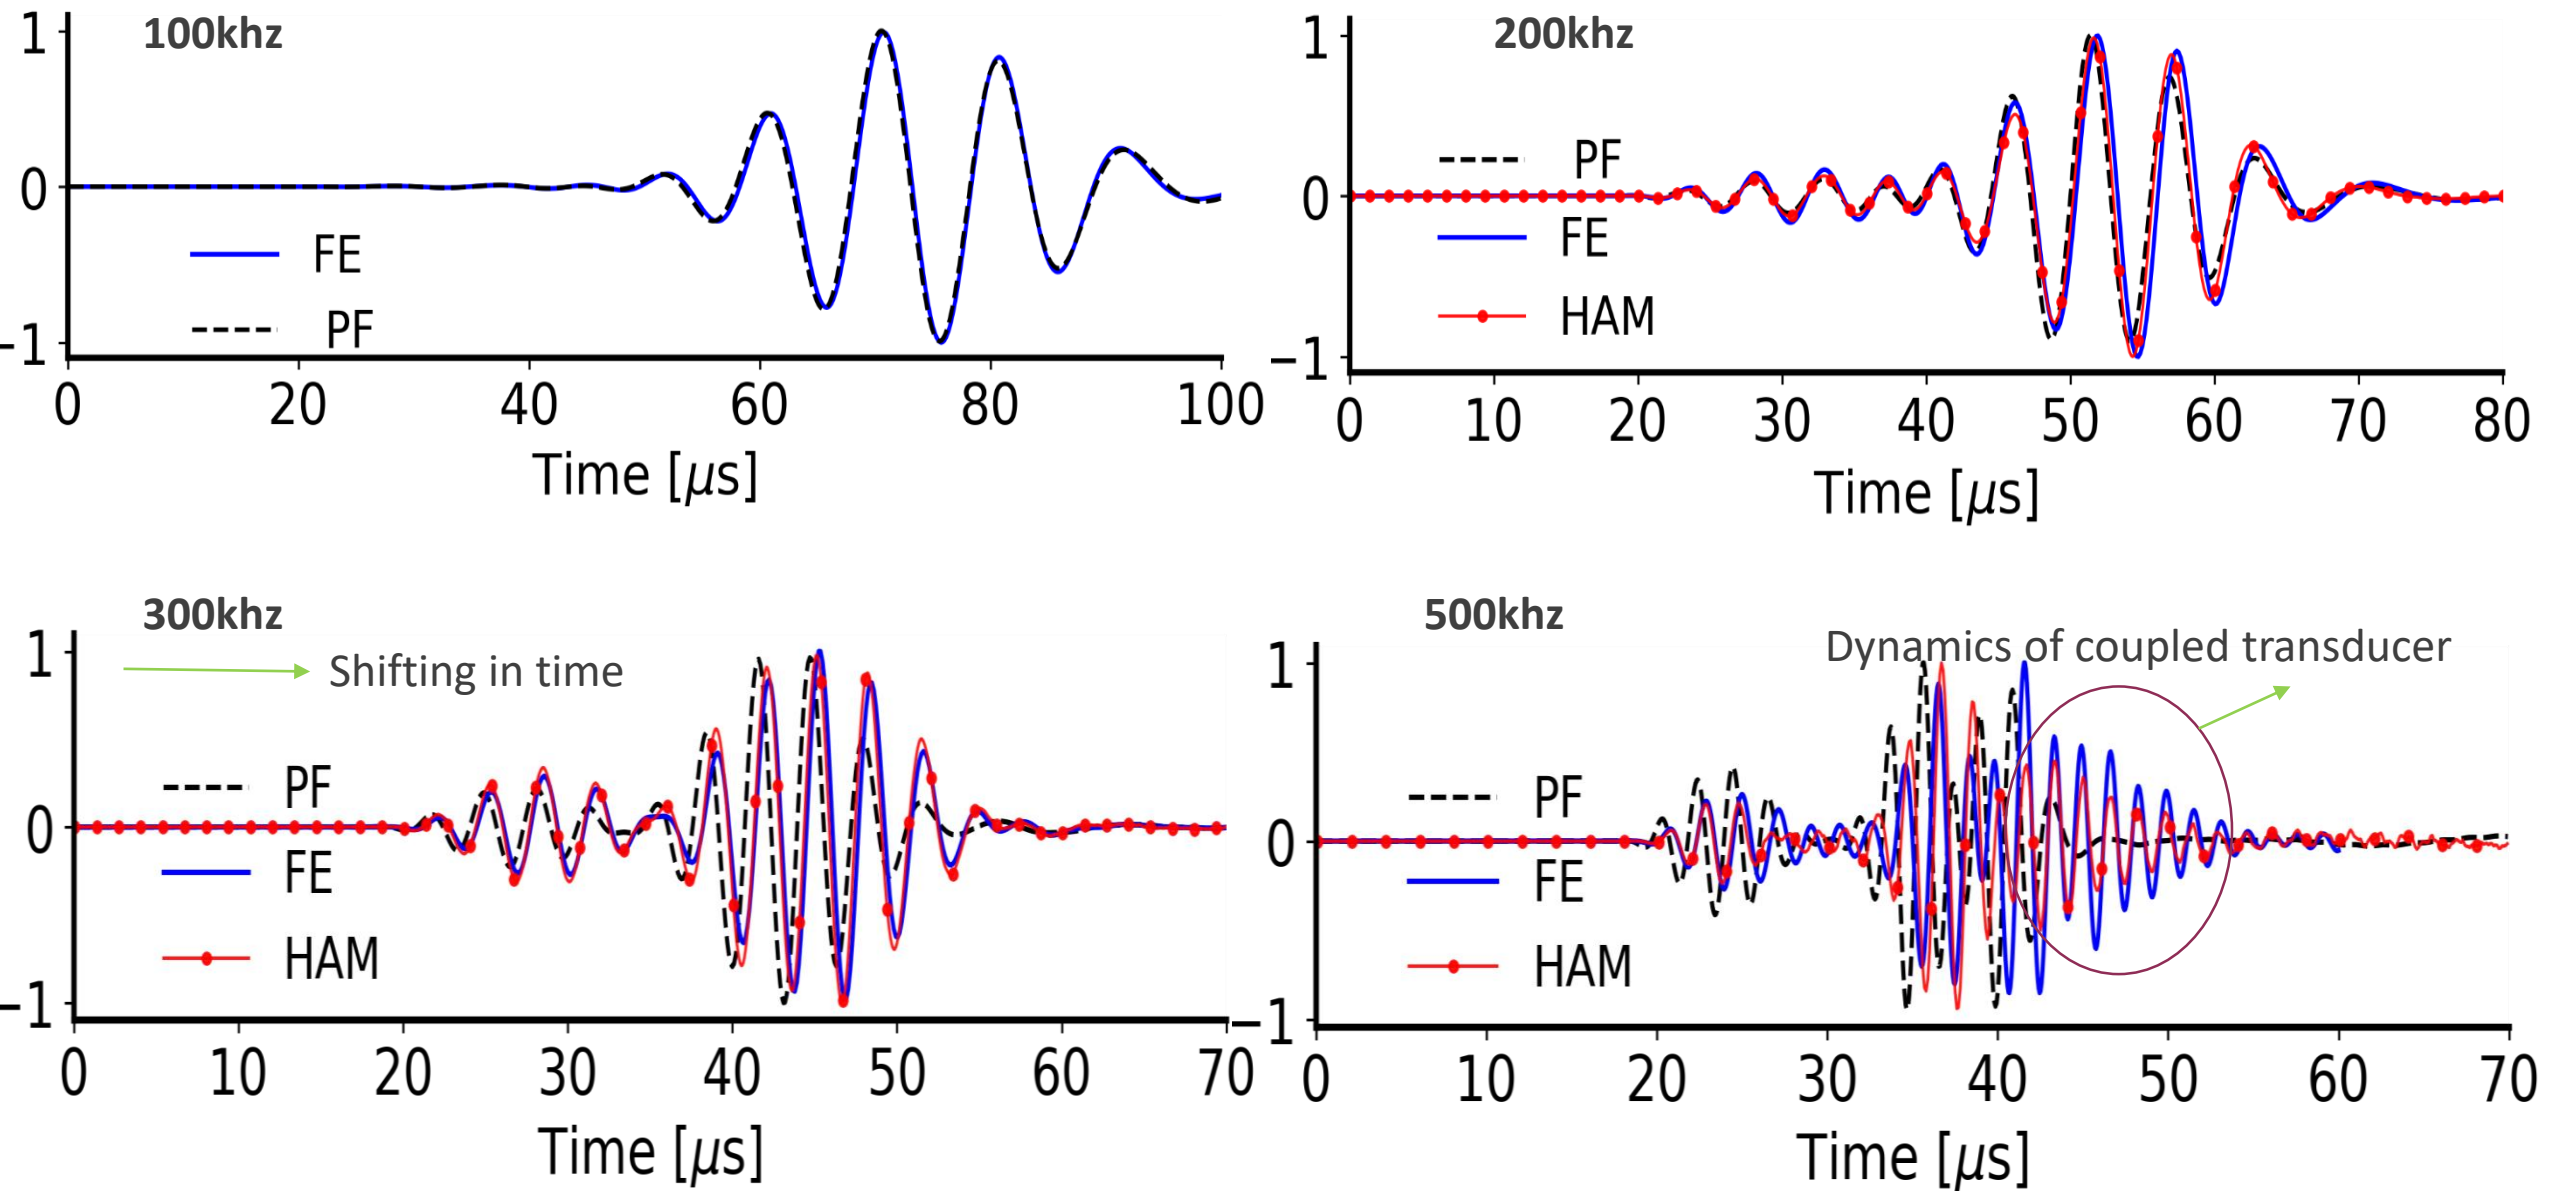 100khz
1
0
−1
FE
PF
0 20 40 60 80 100
Time [μs]
200khz
1
0
−1
PF
FE
HAM
0 10 20 30 40 50 60 70 80
Time [μs]
300khz
Shifting in time
1
0
−1
PF
FE
HAM
0 10 20 30 40 50 60 70
Time [μs]
500khz
Dynamics of coupled transducer
1
0
−1
PF
FE
HAM
0 10 20 30 40 50 60 70
Time [μs]